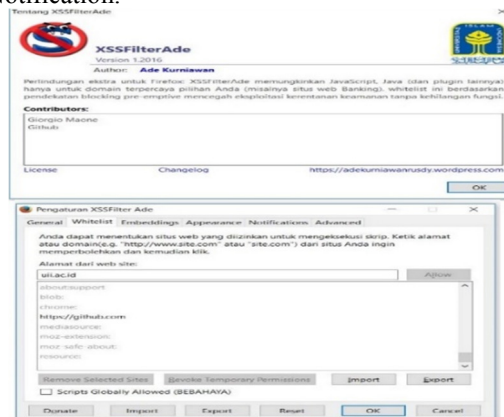 Notification.
Tentang XSSFilterAde
XSSFilterAde
Version 1.2016
Author: Ade Kurniawan
ISLAM
Perlindungan ekstra untuk Firefox: XSSFilterAde memungkinkan JavaScript, Java (dan plugin lainnya)
hanya untuk domain terpercaya pilihan Anda (misalnya situs web Banking). whitelist ini berdasarkan
pendekatan blocking pre-emptive mencegah eksploitasi kerentanan keamanan tanpa kehilangan fungsi.
Contributors:
Giorgio Maone
Github
License Changelog https://adekurniawanrusdy.wordpress.com
OK
Pengaturan XSSFilter Ade
General Whitelist Embeddings Appearance Notifications Advanced
Anda dapat menentukan situs web yang diizinkan untuk mengeksekusi skrip. Ketik alamat
atau domain(e.g. "http://www.site.com" atau "site.com") dari situs Anda ingin
memperbolehkan dan kemudian klik.
Alamat dari web site:
uii.ac.id Allow
about:support
blob:
chrome:
https://github.com
mediasource:
moz-extension:
moz-safe-about:
resource:
Remove Selected Sites Revoke Temporary Permissions Import Export
Scripts Globally Allowed (BEBAHAYA)
Donate Import Export Reset OK Cancel